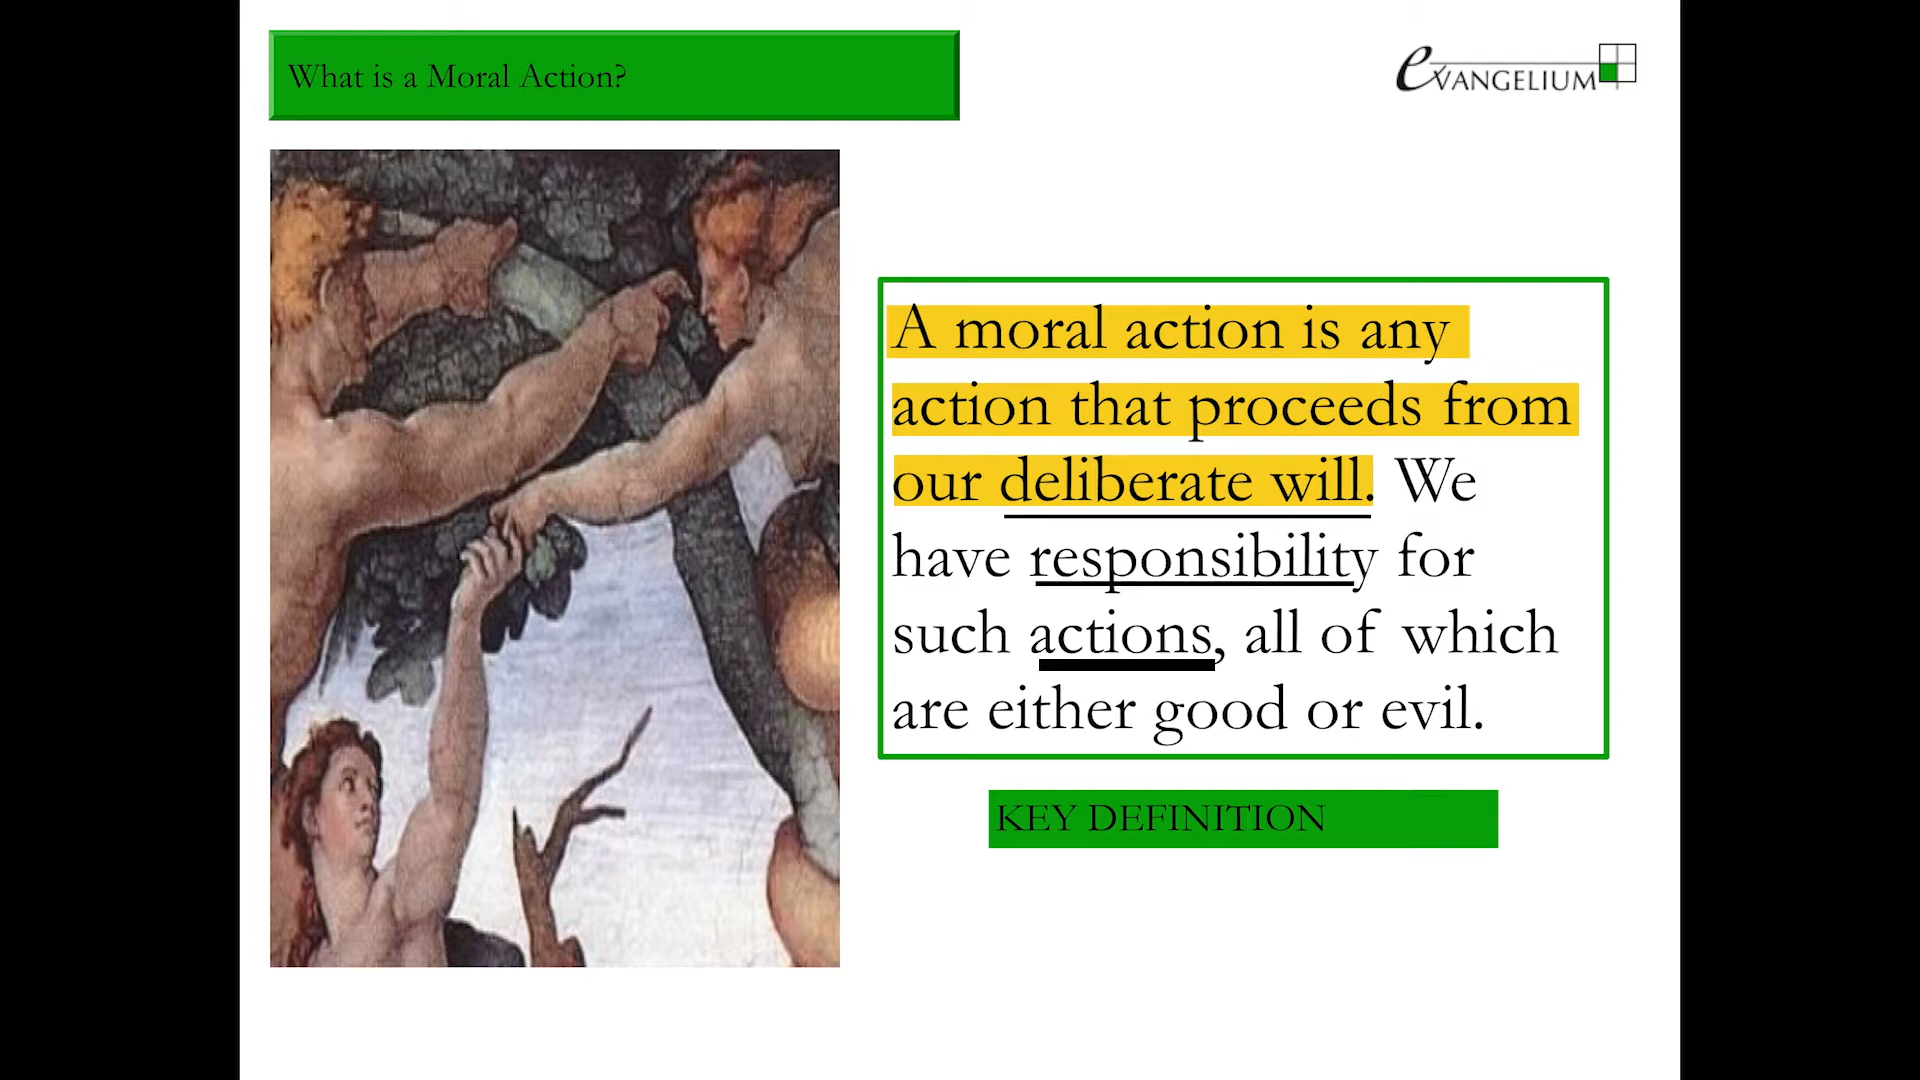 What is a Moral Action?
eVANGELIUM
A moral action is any
action that proceeds from
our deliberate will. We
have responsibility for
such actions, all of which
are either good or evil.
KEY DEFINITION